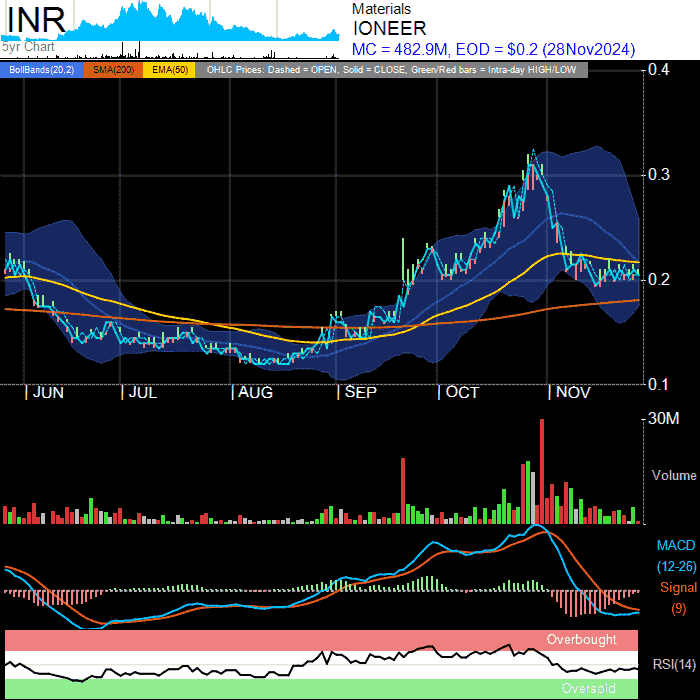 INR
5yr Chart
Materials
IONEER
MC = 482.9M, EOD = $0.2 (28Nov2024)
BollBands(20,2) SMA(200) EMA(50) OHLC Prices: Dashed = OPEN, Solid = CLOSE, Green/Red bars = Intra-day HIGH/LOW
0.4
0.3
0.2
0.1
JUN JUL AUG SEP OCT NOV
30M
Volume
MACD
(12-26)
Signal
(9)
Overbought
RSI(14)
Oversold